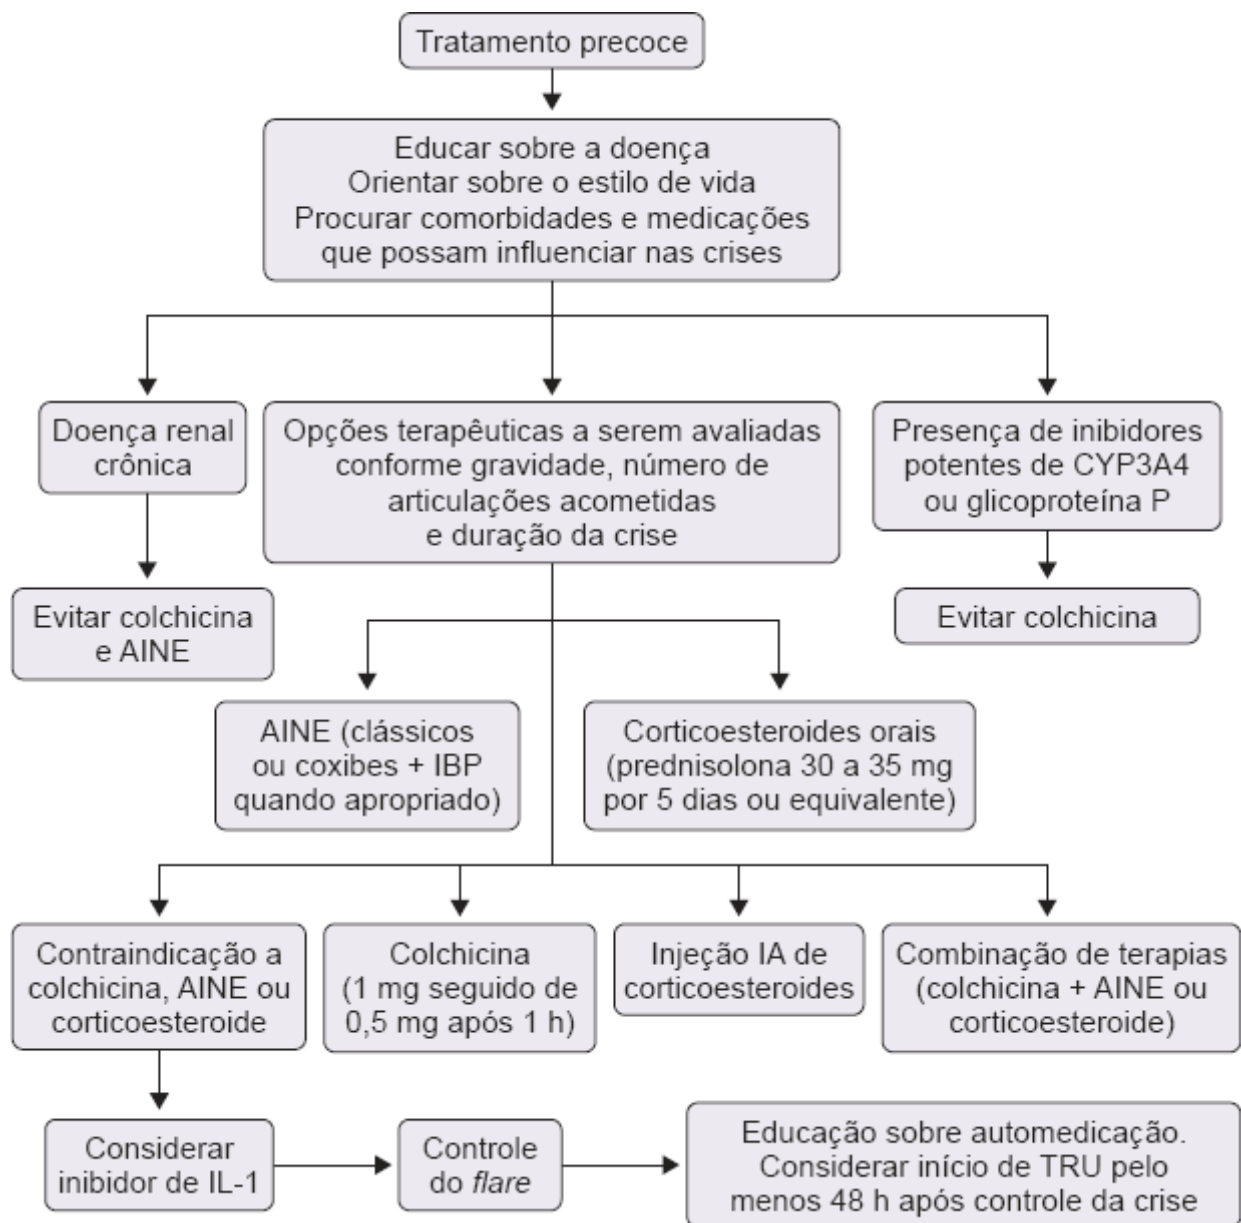 Tratamento precoce
Educar sobre a doença
Orientar sobre o estilo de vida
Procurar comorbidades e medicações
que possam influenciar nas crises
Doença renal
crônica
Opções terapêuticas a serem avaliadas
conforme gravidade, número de
articulações acometidas
e duração da crise
Presença de inibidores
potentes de CYP3A4
ou glicoproteína P
Evitar colchicina
e AINE
Evitar colchicina
AINE (clássicos
ou coxibes + IBP
quando apropriado)
Corticoesteroides orais
(prednisolona 30 a 35 mg
por 5 dias ou equivalente)
Contraindicação a
colchicina, AINE ou
corticoesteroide
Colchicina
(1 mg seguido de
0,5 mg após 1 h)
Injeção IA de
corticoesteroides
Combinação de terapias
(colchicina + AINE ou
corticoesteroide)
Considerar
inibidor de IL-1
Controle
do flare
Educação sobre automedicação.
Considerar início de TRU pelo
menos 48 h após controle da crise